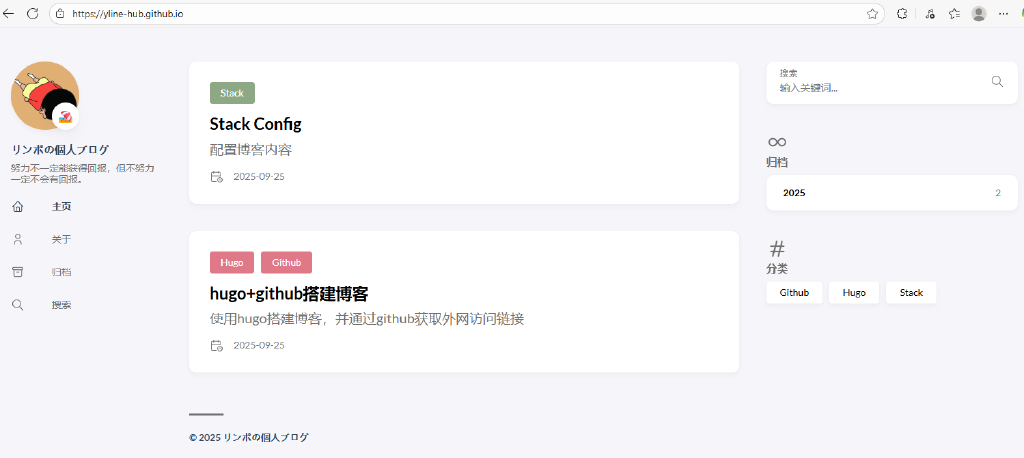 https://yline-hub.github.io
リンポの個人ブログ
努力不一定能获得回报，但不努力
一定不会有回报。
主页
关于
归档
搜索
Stack
Stack Config
配置博客内容
2025-09-25
Hugo Github
hugo+github搭建博客
使用hugo搭建博客，并通过github获取外网访问链接
2025-09-25
© 2025 リンポの個人ブログ
搜索
输入关键词...
归档
2025 2
分类
Github Hugo Stack